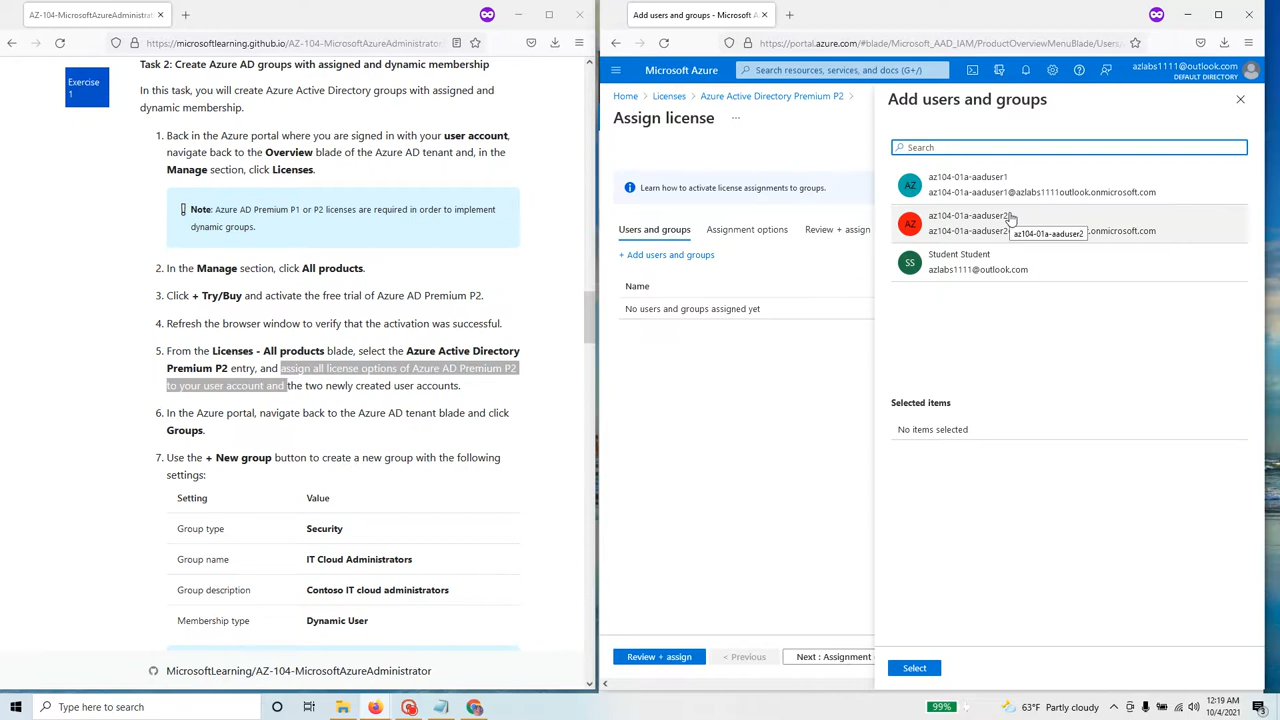 AZ-104-MicrosoftAzureAdministrat
https://microsoftlearning.github.io/AZ-104-MicrosoftAzureAdminis
Exercise
1
Task 2: Create Azure AD groups with assigned and dynamic membership
In this task, you will create Azure Active Directory groups with assigned and
dynamic membership.
1. Back in the Azure portal where you are signed in with your user account,
navigate back to the Overview blade of the Azure AD tenant and, in the
Manage section, click Licenses.
Note: Azure AD Premium P1 or P2 licenses are required in order to implement
dynamic groups.
2. In the Manage section, click All products.
3. Click + Try/Buy and activate the free trial of Azure AD Premium P2.
4. Refresh the browser window to verify that the activation was successful.
5. From the Licenses - All products blade, select the Azure Active Directory
Premium P2 entry, and assign all license options of Azure AD Premium P2
to your user account and the two newly created user accounts.
6. In the Azure portal, navigate back to the Azure AD tenant blade and click
Groups.
7. Use the + New group button to create a new group with the following
settings:
Setting Value
Group type Security
Group name IT Cloud Administrators
Group description Contoso IT cloud administrators
Membership type Dynamic User
MicrosoftLearning/AZ-104-MicrosoftAzureAdministrator
Add users and groups - Microsoft A
https://portal.azure.com/#blade/Microsoft_AAD_IAM/ProductOverviewMenuBlade/Users
Microsoft Azure
Search resources, services, and docs (G+/)
azlabs1111@outlook.com
DEFAULT DIRECTORY
Home > Licenses > Azure Active Directory Premium P2 >
Assign license ...
Learn how to activate license assignments to groups.
Users and groups Assignment options Review + assign
+ Add users and groups
Name
No users and groups assigned yet
Review + assign < Previous Next : Assignment
Add users and groups
Search
AZ
az104-01a-aaduser1
az104-01a-aaduser1@azlabs1111outlook.onmicrosoft.com
AZ
az104-01a-aaduser2
az104-01a-aaduser2 .onmicrosoft.com
az104-01a-aaduser2
SS
Student Student
azlabs1111@outlook.com
Selected items
No items selected
Select
Type here to search
99%
63°F Partly cloudy
12:19 AM
10/4/2021
3